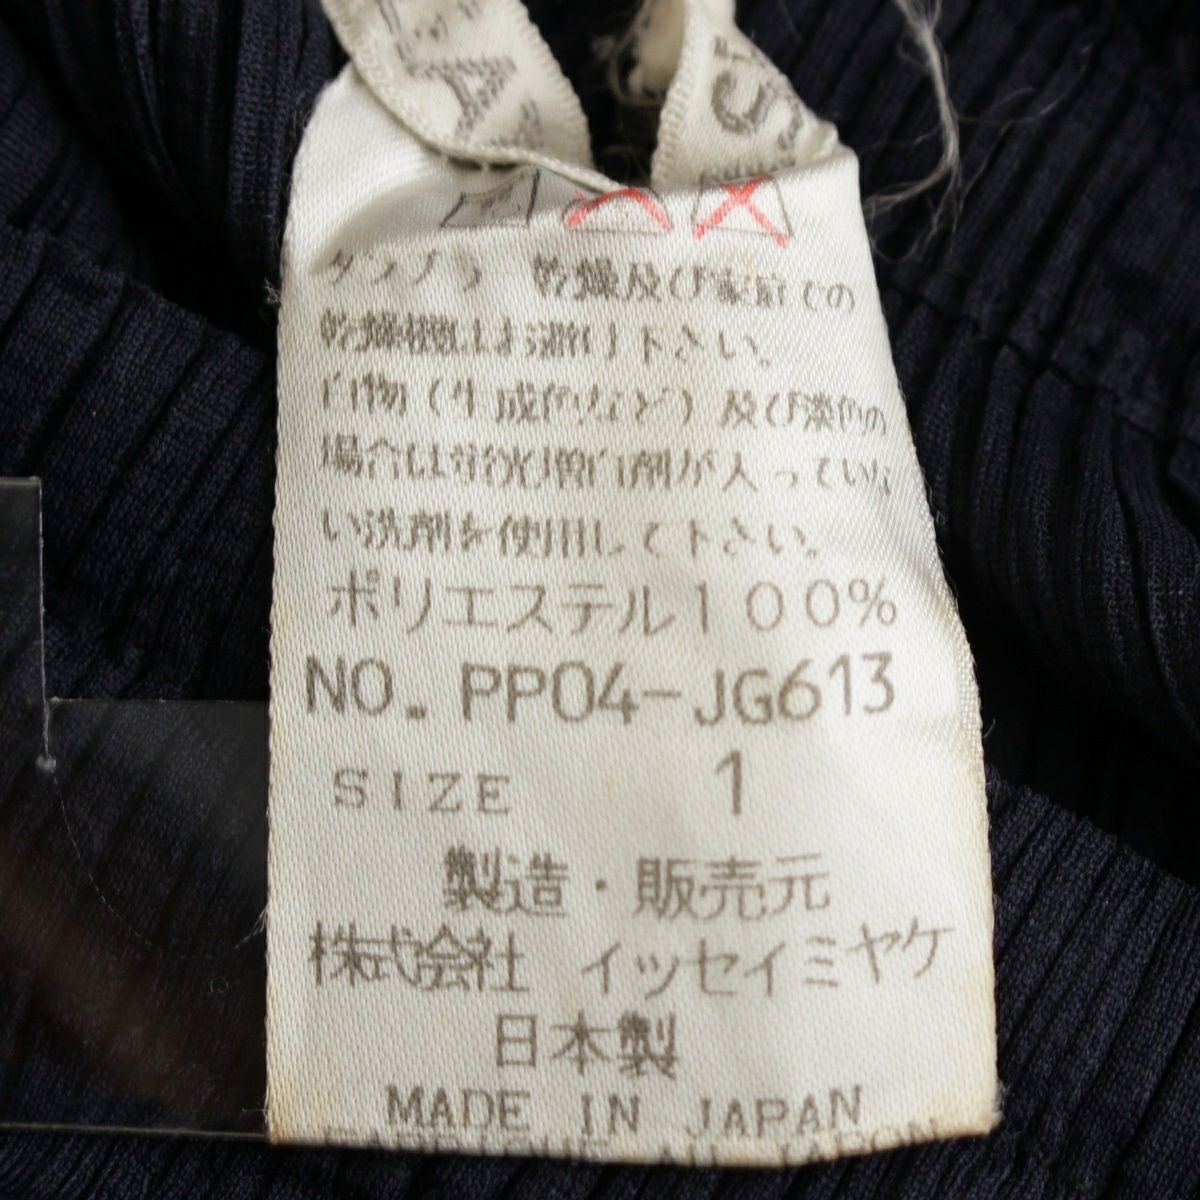 A
タンブラ 乾燥及び家庭での
乾燥機はお避け下さい。
白物(生成色など)及び淡色の
場合は蛍光増白剤が入っていな
い洗剤を使用して下さい。
ポリエステル100%
NO. PP04-JG613
SIZE 1
製造・販売元
株式会社 イッセイミヤケ
日本製
MADE IN JAPAN